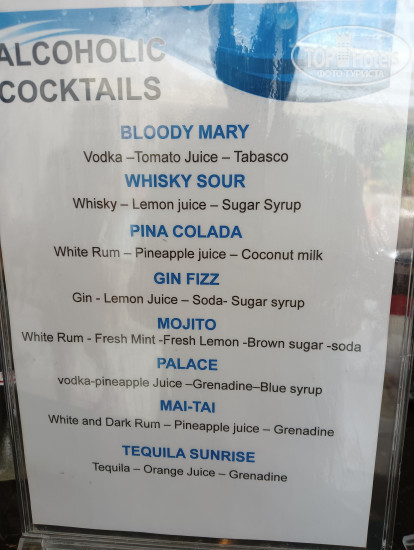 TOP Hotels
ФОТО ТУРИСТА
ALCOHOLIC
COCKTAILS
BLOODY MARY
Vodka –Tomato Juice – Tabasco
WHISKY SOUR
Whisky – Lemon juice – Sugar Syrup
PINA COLADA
White Rum – Pineapple juice – Coconut milk
GIN FIZZ
Gin - Lemon Juice – Soda- Sugar syrup
MOJITO
White Rum - Fresh Mint -Fresh Lemon -Brown sugar -soda
PALACE
vodka-pineapple Juice –Grenadine–Blue syrup
MAI-TAI
White and Dark Rum – Pineapple juice – Grenadine
TEQUILA SUNRISE
Tequila – Orange Juice – Grenadine